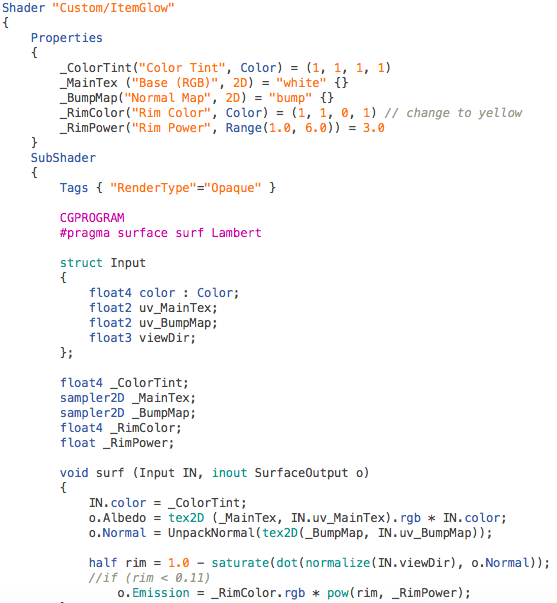 Shader "Custom/ItemGlow"
{
    Properties
    {
        _ColorTint("Color Tint", Color) = (1, 1, 1, 1)
        _MainTex ("Base (RGB)", 2D) = "white" {}
        _BumpMap("Normal Map", 2D) = "bump" {}
        _RimColor("Rim Color", Color) = (1, 1, 0, 1) // change to yellow
        _RimPower("Rim Power", Range(1.0, 6.0)) = 3.0
    }
    SubShader
    {
        Tags { "RenderType"="Opaque" }

        CGPROGRAM
        #pragma surface surf Lambert

        struct Input
        {
            float4 color : Color;
            float2 uv_MainTex;
            float2 uv_BumpMap;
            float3 viewDir;
        };

        float4 _ColorTint;
        sampler2D _MainTex;
        sampler2D _BumpMap;
        float4 _RimColor;
        float _RimPower;

        void surf (Input IN, inout SurfaceOutput o)
        {
            IN.color = _ColorTint;
            o.Albedo = tex2D (_MainTex, IN.uv_MainTex).rgb * IN.color;
            o.Normal = UnpackNormal(tex2D(_BumpMap, IN.uv_BumpMap));

            half rim = 1.0 - saturate(dot(normalize(IN.viewDir), o.Normal));
            //if (rim < 0.11)
                o.Emission = _RimColor.rgb * pow(rim, _RimPower);